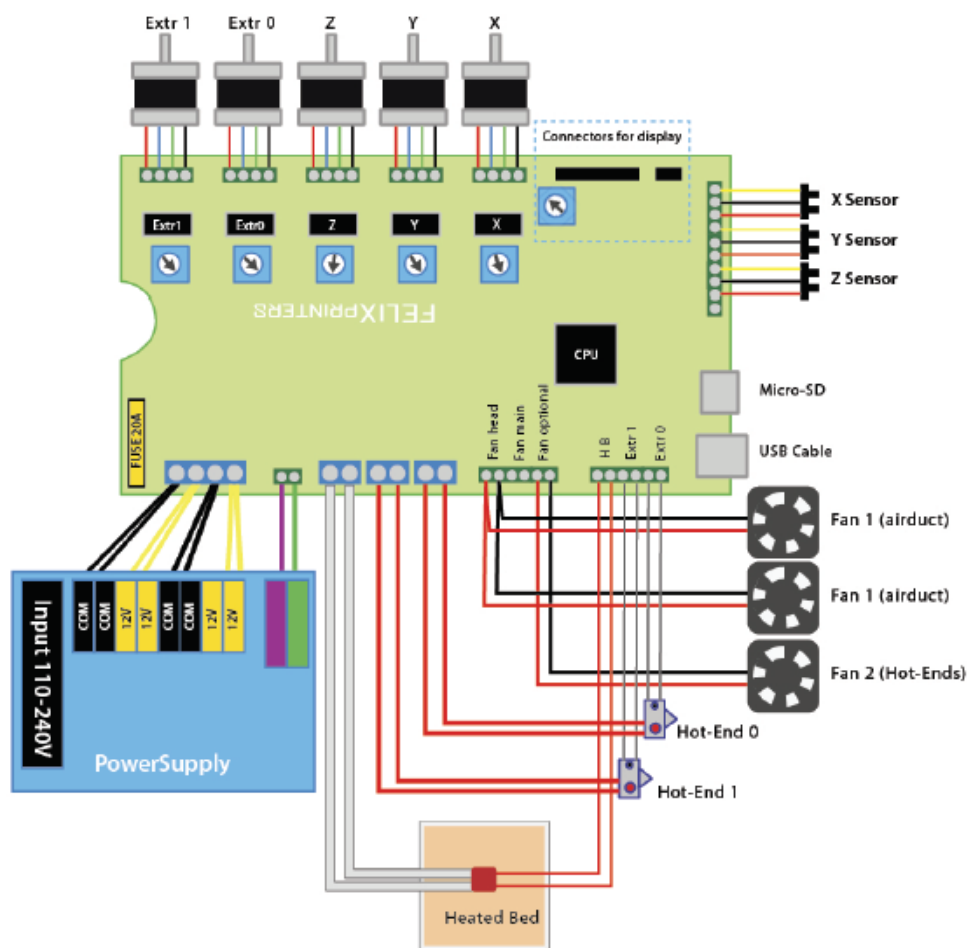 Extr 1
Extr 0
Z
Y
X
Connectors for display
Extr1
Extr0
Z
Y
X
X Sensor
Y Sensor
Z Sensor
FELIXPRINTERS
CPU
Micro-SD
USB Cable
FUSE 20A
Fan head
Fan main
Fan optional
H B
Extr 1
Extr 0
Fan 1 (airduct)
Fan 1 (airduct)
Fan 2 (Hot-Ends)
Input 110-240V
COM
COM
12V
12V
COM
COM
12V
12V
PowerSupply
Hot-End 0
Hot-End 1
Heated Bed